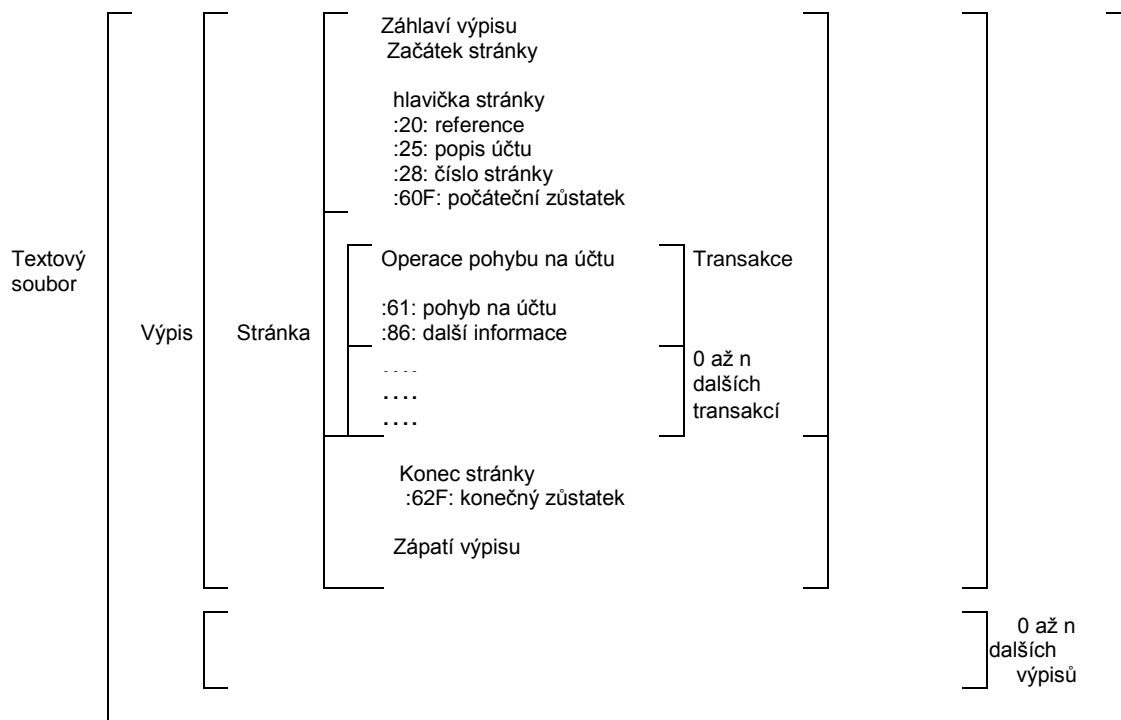 Záhlaví výpisu
Začátek stránky
hlavička stránky
:20: reference
:25: popis účtu
:28: číslo stránky
:60F: počáteční zůstatek
Textový
soubor
Operace pohybu na účtu
Transakce
:61: pohyb na účtu
Výpis
Stránka
:86: další informace
0 až n
dalších
transakcí
....
....
....
Konec stránky
:62F: konečný zůstatek
Zápatí výpisu
0 až n
dalších
výpisů